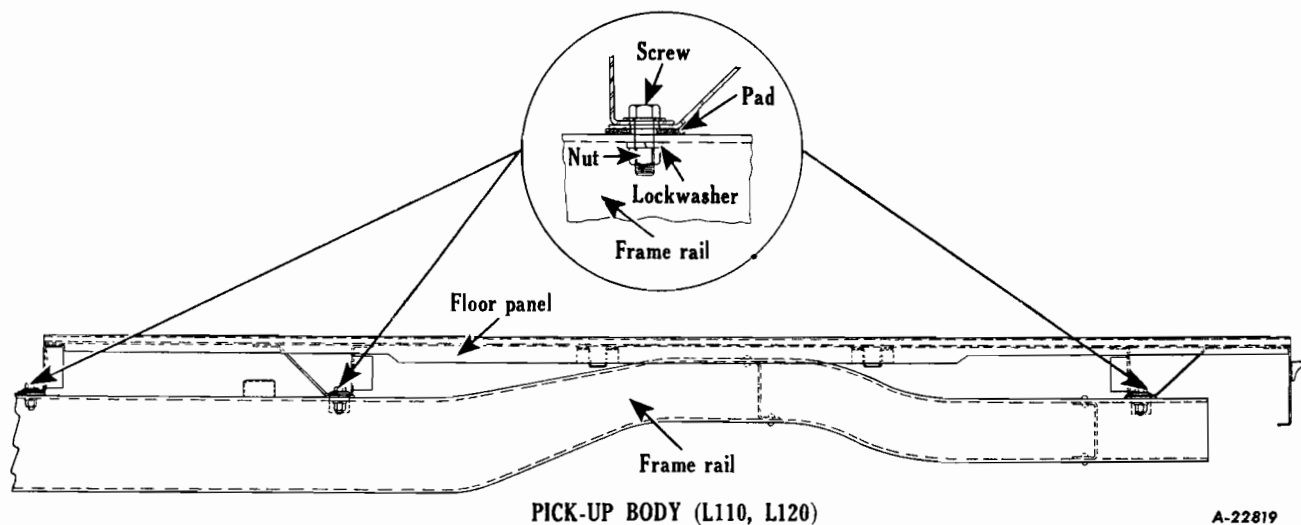 Screw
Pad
Nut
Lockwasher
Frame rail
Floor panel
Frame rail
PICK-UP BODY (L110, L120)
A-22819